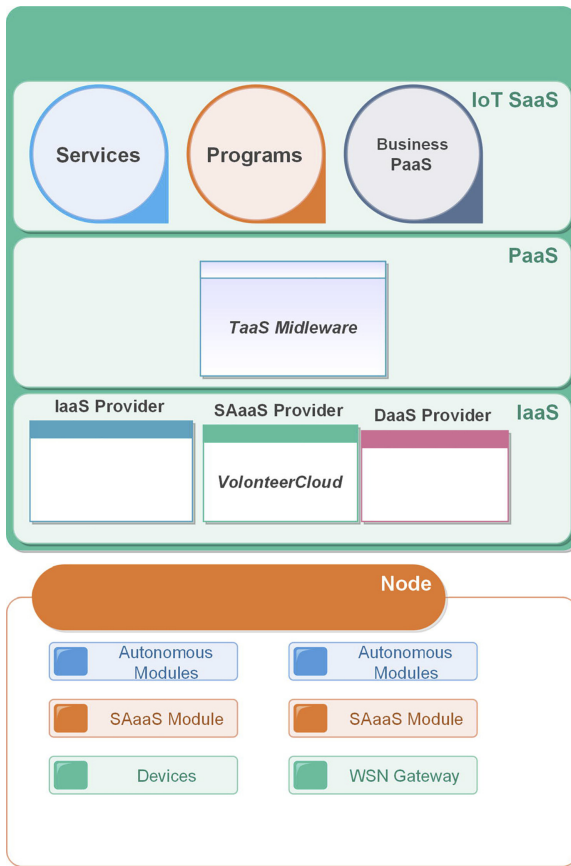 IoT SaaS
Services
Programs
Business
PaaS
PaaS
TaaS Midleware
IaaS
IaaS Provider
SAaaS Provider
DaaS Provider
VolonteerCloud
Node
Autonomous
Modules
Autonomous
Modules
SAaaS Module
SAaaS Module
Devices
WSN Gateway